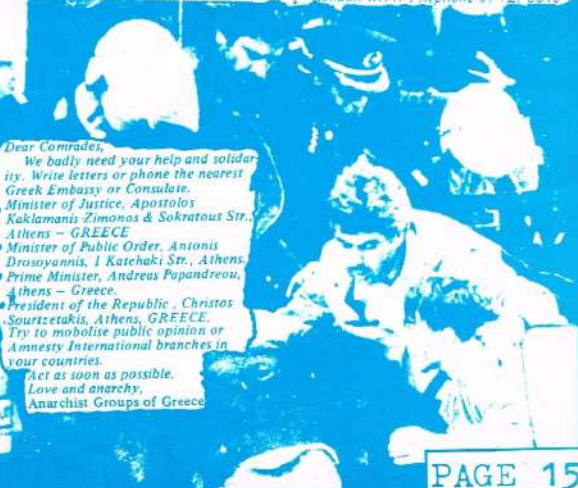 Dear Comrades,
We badly need your help and solidar-
ity. Write letters or phone the nearest
Greek Embassy or Consulate.
Minister of Justice, Apostolos
Kaklamanis Zimonos & Sokratous Str.,
Athens – GREECE
Minister of Public Order, Antonis
Drosoyannis, 1 Katehaki Str., Athens.
Prime Minister, Andreas Papandreou,
Athens – Greece.
President of the Republic, Christos
Sourtzetakis, Athens, GREECE.
Try to mobolise public opinion or
Amnesty International branches in
your countries.
Act as soon as possible.
Love and anarchy,
Anarchist Groups of Greece
PAGE 15